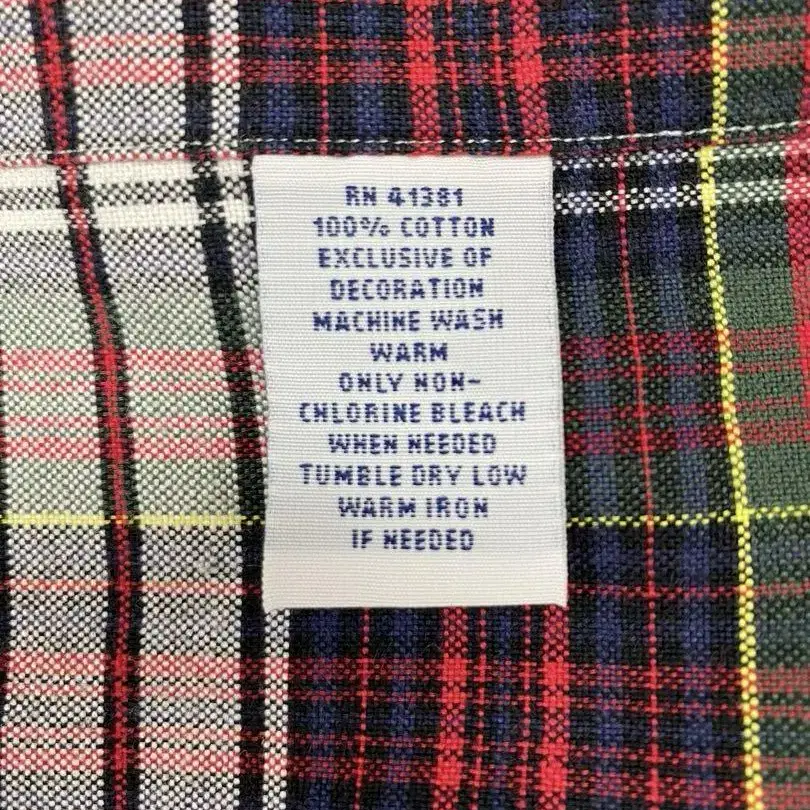 RN 41381
100% COTTON
EXCLUSIVE OF
DECORATION
MACHINE WASH
WARM
ONLY NON-
CHLORINE BLEACH
WHEN NEEDED
TUMBLE DRY LOW
WARM IRON
IF NEEDED